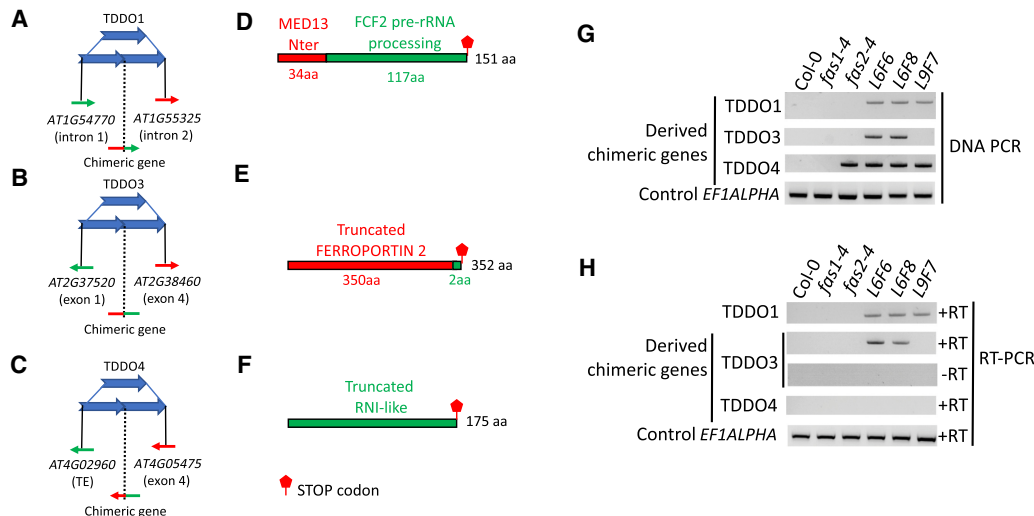 A
TDDO1
AT1G54770
(intron 1)
AT1G55325
(intron 2)
Chimeric gene
B
TDDO3
AT2G37520
(exon 1)
AT2G38460
(exon 4)
Chimeric gene
C
TDDO4
AT4G02960
(TE)
AT4G05475
(exon 4)
Chimeric gene
D
MED13
Nter
FCF2 pre-rRNA
processing
34aa
117aa
151 aa
E
Truncated
FERROPORTIN 2
350aa
2aa
352 aa
F
Truncated
RNI-like
175 aa
STOP codon
G
Col-0 fas1-4 fas2-4 L6F6 L6F8 L9F7
Derived
chimeric genes
TDDO1
TDDO3
TDDO4
Control EF1ALPHA
DNA PCR
H
Col-0 fas1-4 fas2-4 L6F6 L6F8 L9F7
TDDO1 +RT
Derived
chimeric genes
TDDO3
+RT
-RT
TDDO4 +RT
Control EF1ALPHA +RT
RT-PCR